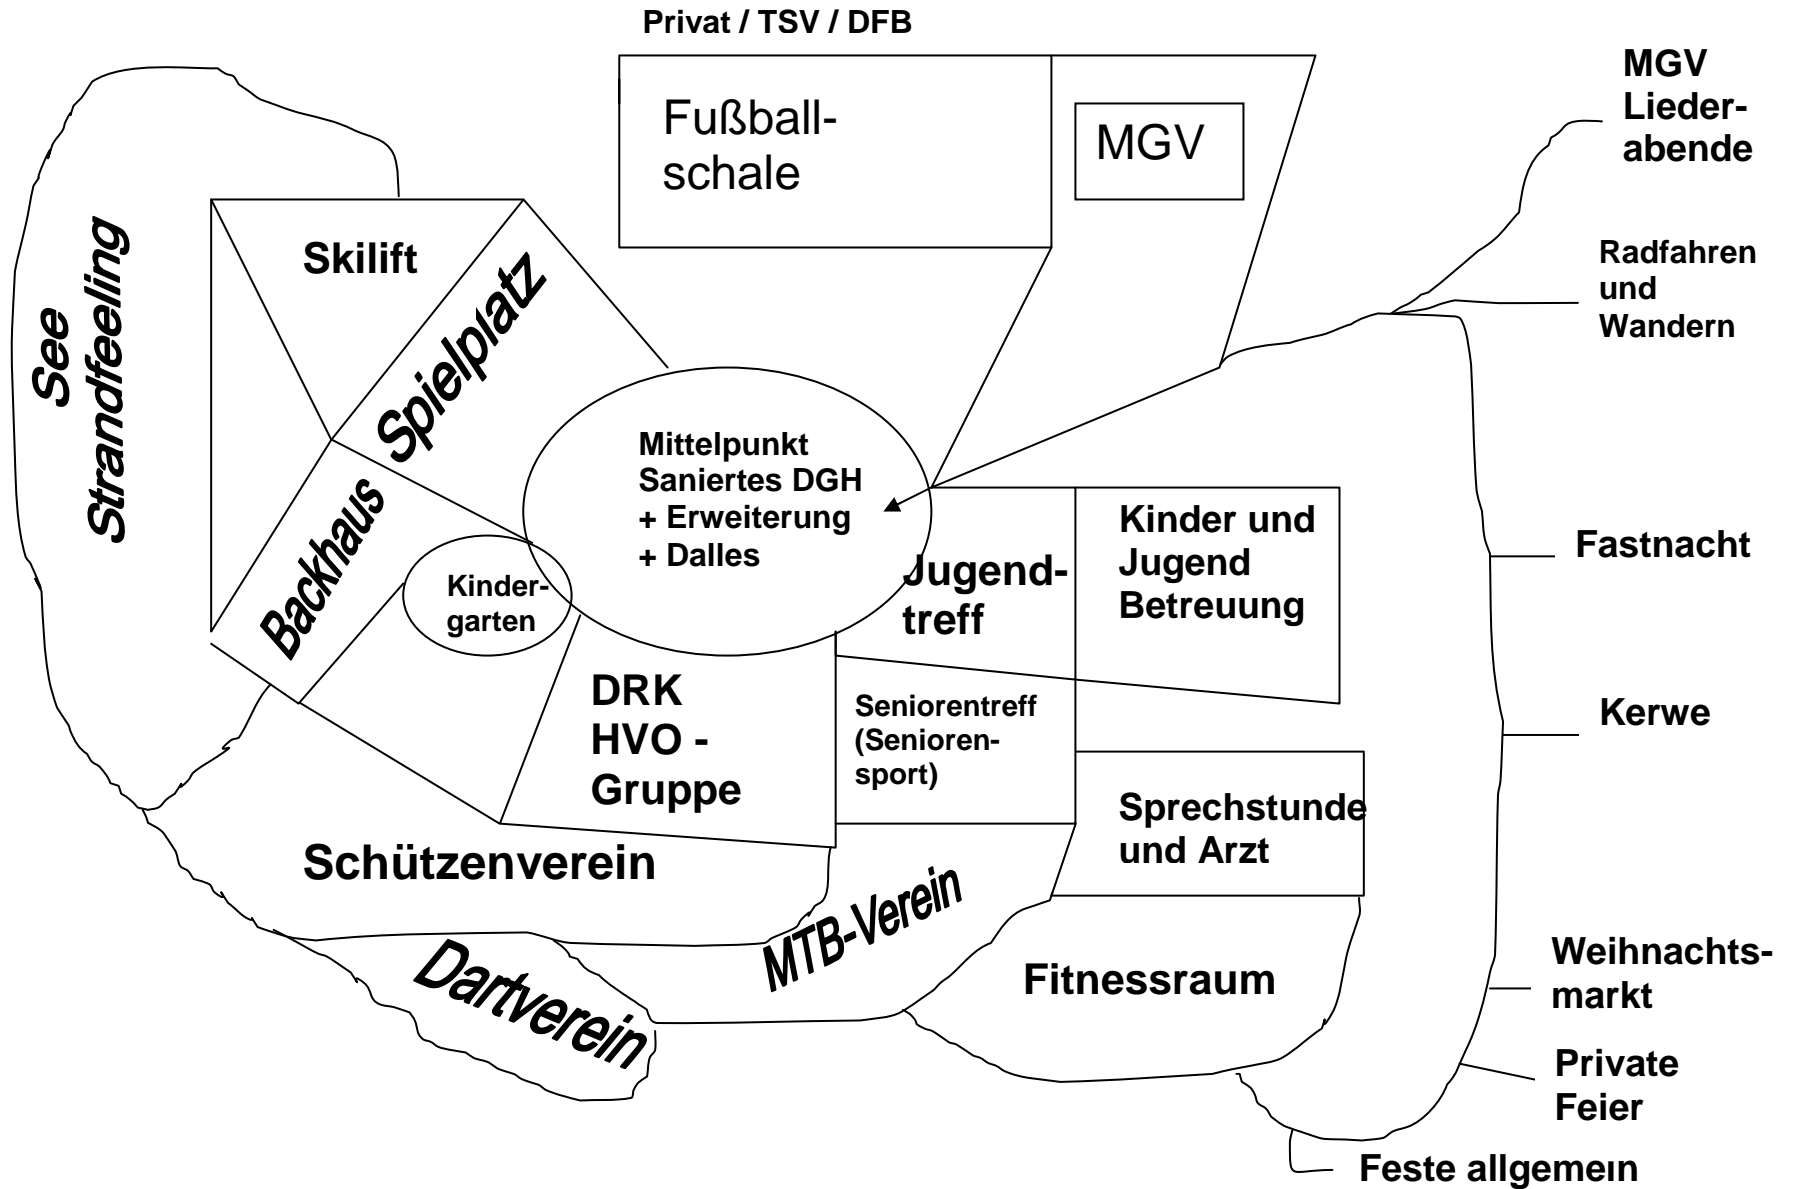 Privat / TSV / DFB
Fußball-
schale
MGV
MGV
Lieder-
abende
Radfahren
und
Wandern
See
Strandfeeling
Skilift
Spielplatz
Backhaus
Mittelpunkt
Saniertes DGH
+ Erweiterung
+ Dalles
Kinder-
garten
Jugend-
treff
Kinder und
Jugend
Betreuung
Fastnacht
DRK
HVO -
Gruppe
Seniorentreff
(Senioren-
sport)
Kerwe
Sprechstunde
und Arzt
Schützenverein
MTB-Verein
Dartverein
Fitnessraum
Weihnachts-
markt
Private
Feier
Feste allgemein